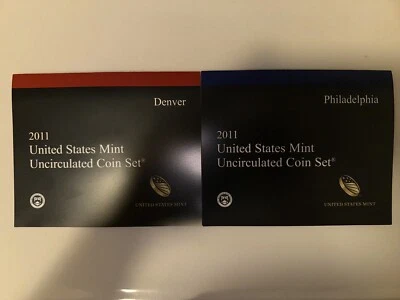 Denver
2011
United States Mint
Uncirculated Coin Set®
UNITED STATES MINT
Philadelphia
2011
United States Mint
Uncirculated Coin Set®
UNITED STATES MINT